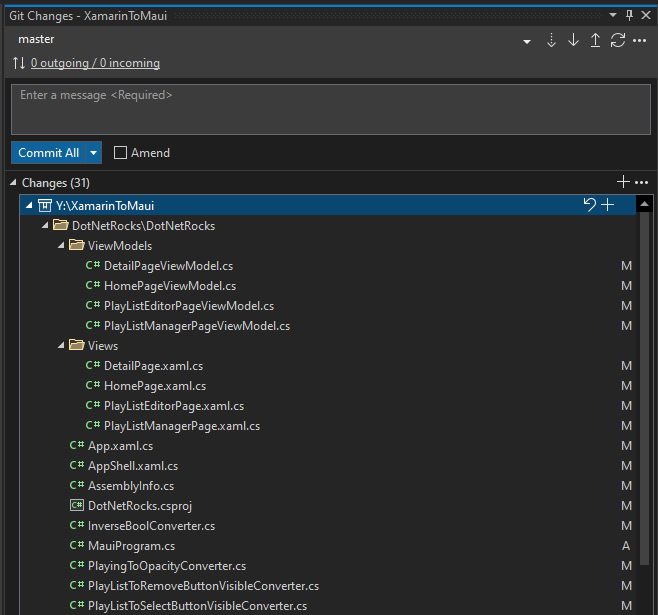 Git Changes - XamarinToMaui
master
0 outgoing / 0 incoming
Enter a message <Required>
Commit All
Amend
Changes (31)
Y:\XamarinToMaui
DotNetRocks\DotNetRocks
ViewModels
C# DetailPageViewModel.cs M
C# HomePageViewModel.cs M
C# PlayListEditorPageViewModel.cs M
C# PlayListManagerPageViewModel.cs M
Views
C# DetailPage.xaml.cs M
C# HomePage.xaml.cs M
C# PlayListEditorPage.xaml.cs M
C# PlayListManagerPage.xaml.cs M
C# App.xaml.cs M
C# AppShell.xaml.cs M
C# AssemblyInfo.cs M
C# DotNetRocks.csproj M
C# InverseBoolConverter.cs M
C# MauiProgram.cs A
C# PlayingToOpacityConverter.cs M
C# PlayListToRemoveButtonVisibleConverter.cs M
C# PlayListToSelectButtonVisibleConverter.cs M